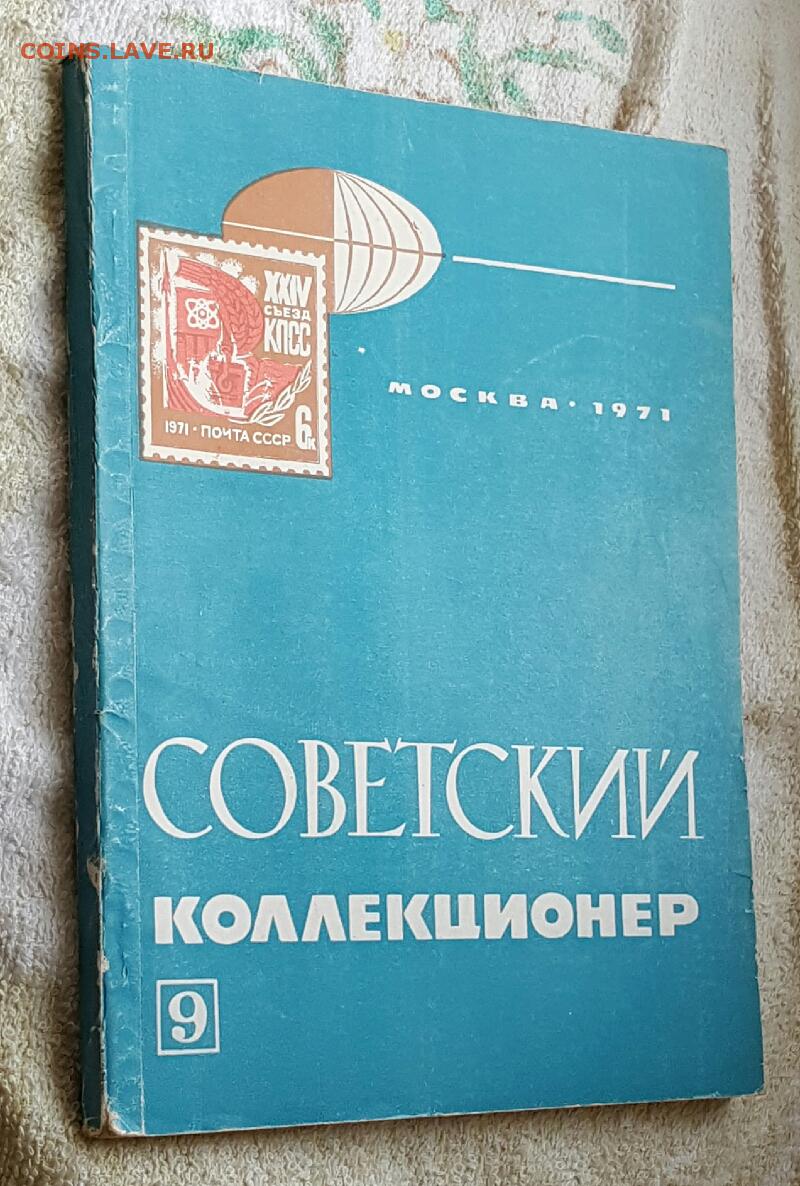 COINS.LAVE.RU
XXIV
СЪЕЗД
КПСС
1971 · ПОЧТА СССР 6к
МОСКВА · 1971
СОВЕТСКИЙ
КОЛЛЕКЦИОНЕР
9